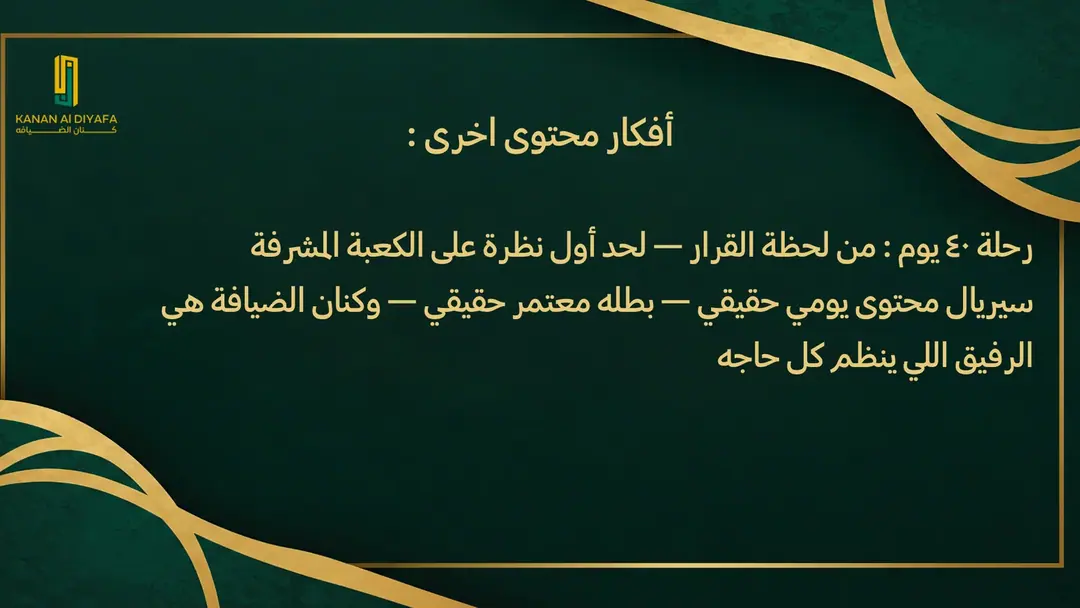 KANAN Al DIYAFA
كنان الضيافه
أفكار محتوى اخرى :
رحلة ٤٠ يوم : من لحظة القرار — لحد أول نظرة على الكعبة المشرفة
سيريال محتوى يومي حقيقي — بطله معتمر حقيقي — وكنان الضيافة هي
الرفيق اللي ينظم كل حاجه